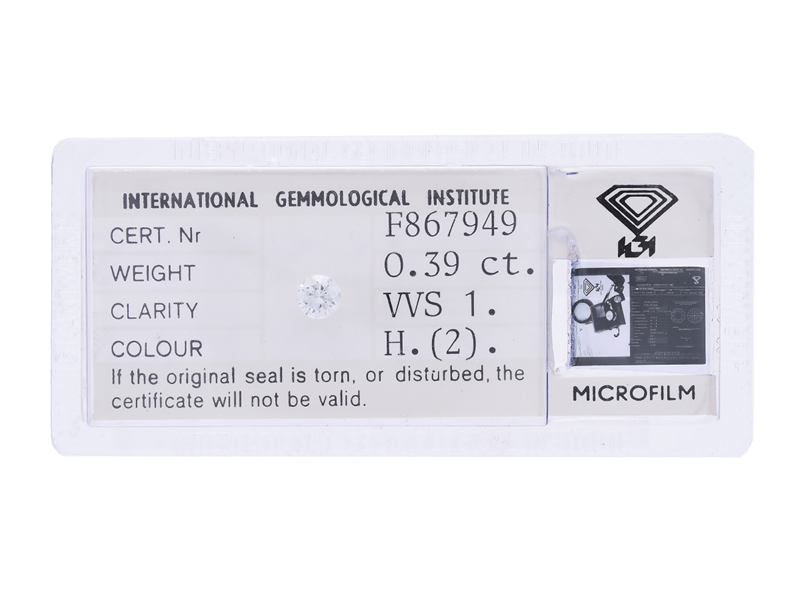 INTERNATIONAL GEMMOLOGICAL INSTITUTE
CERT. Nr F867949
WEIGHT 0.39 ct.
CLARITY VVS 1.
COLOUR H.(2).
If the original seal is torn, or disturbed, the
certificate will not be valid.
MICROFILM